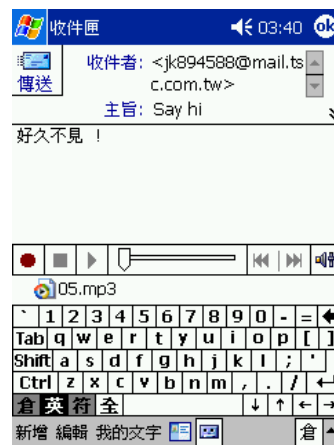 收件匣 3:40 ok
收件者: <jk894588@mail.ts
傳送 c.com.tw>
主旨: Say hi
好久不見 !
05.mp3
` 1 2 3 4 5 6 7 8 9 0 - =
Tab q w e r t y u i o p [ ]
Shift a s d f g h j k l ; '
Ctrl z x c v b n m , . / ↵
倉 英 符 全 ↓ ↑ ← →
新增 編輯 我的文字 倉